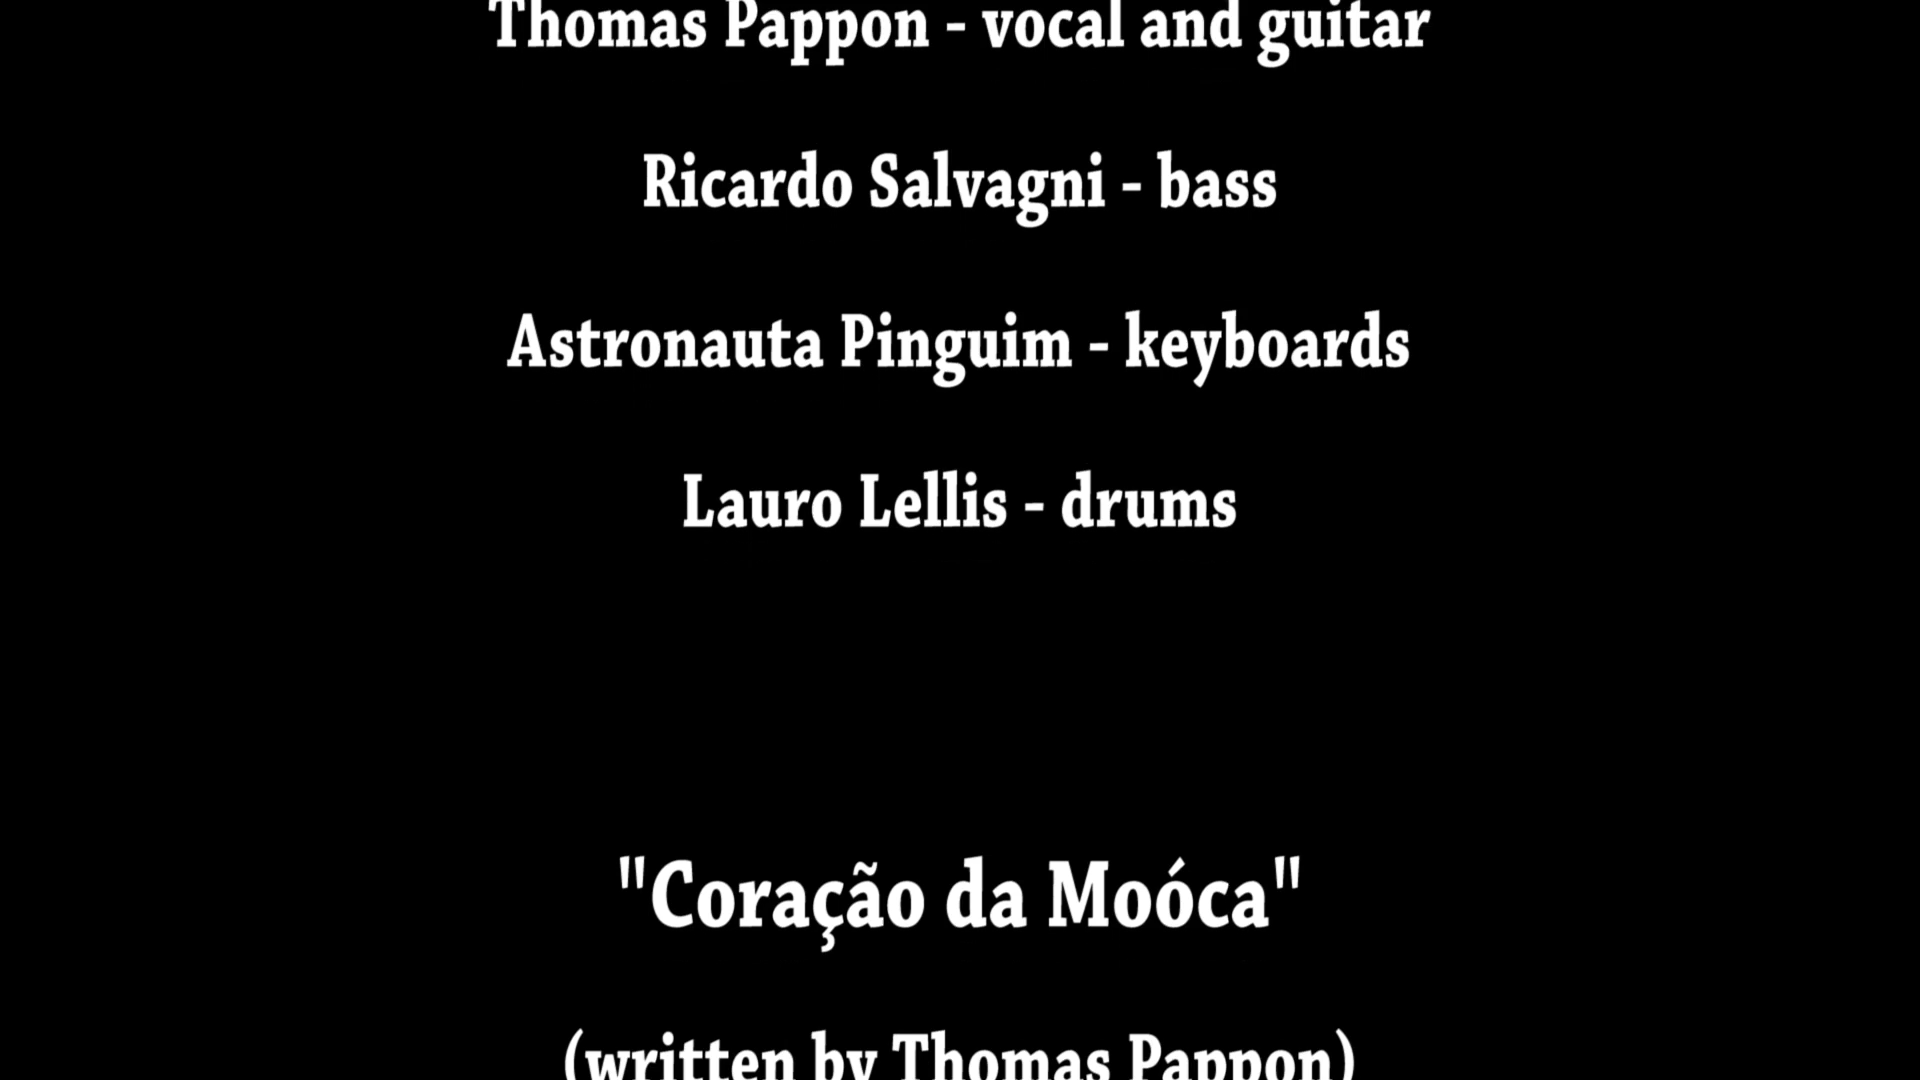 Thomas Pappon - vocal and guitar
Ricardo Salvagni - bass
Astronauta Pinguim - keyboards
Lauro Lellis - drums
"Coração da Moóca"
(written by Thomas Pappon)